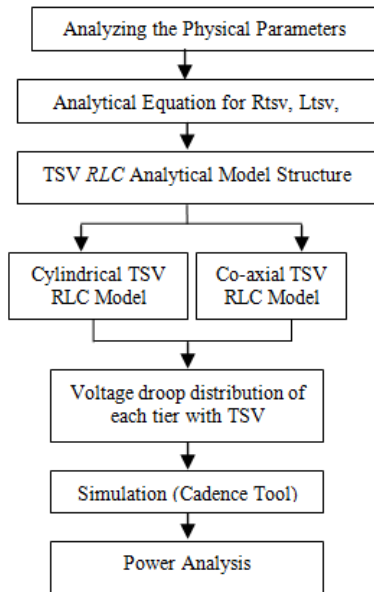 Analyzing the Physical Parameters
Analytical Equation for Rtsv, Ltsv,
TSV RLC Analytical Model Structure
Cylindrical TSV
RLC Model
Co-axial TSV
RLC Model
Voltage droop distribution of
each tier with TSV
Simulation (Cadence Tool)
Power Analysis